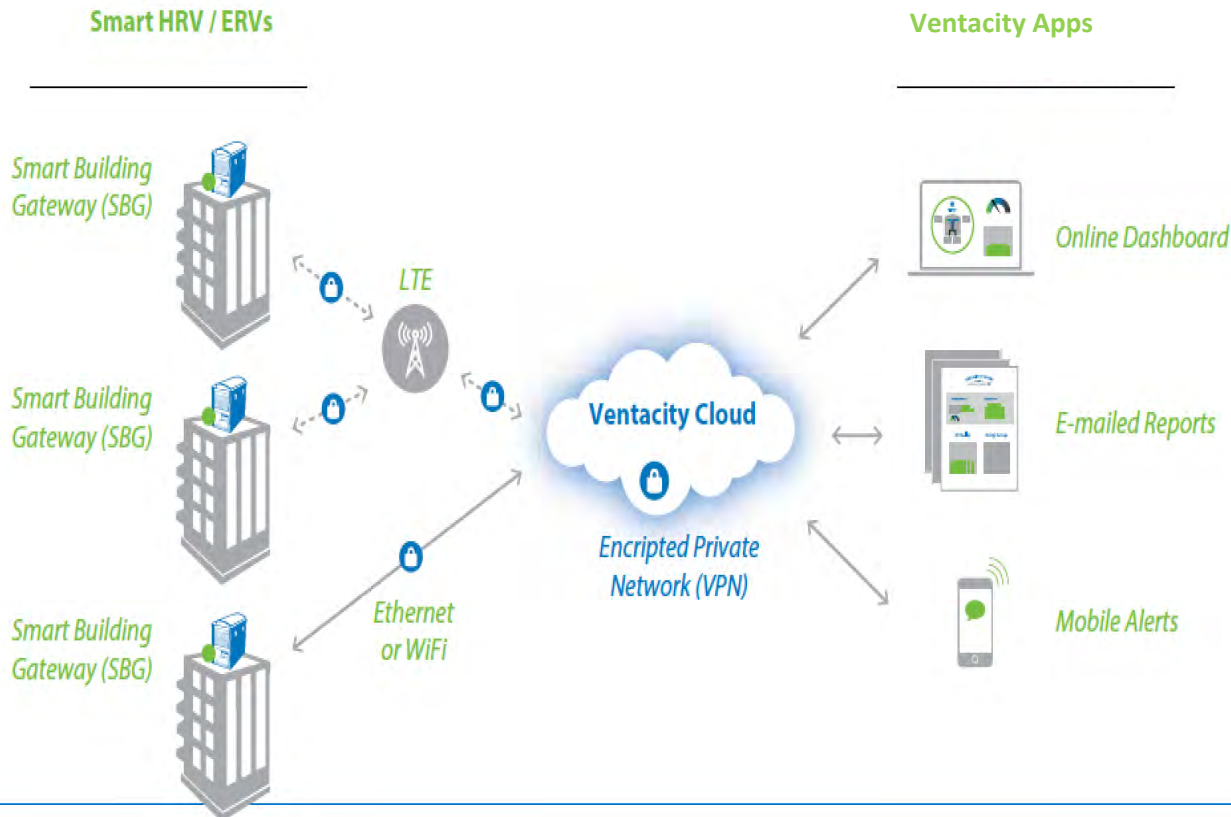 Smart HRV / ERVs
Ventacity Apps
Smart Building
Gateway (SBG)
LTE
Online Dashboard
Smart Building
Gateway (SBG)
Ventacity Cloud
E-mailed Reports
Encripted Private
Network (VPN)
Ethernet
or WiFi
Smart Building
Gateway (SBG)
Mobile Alerts